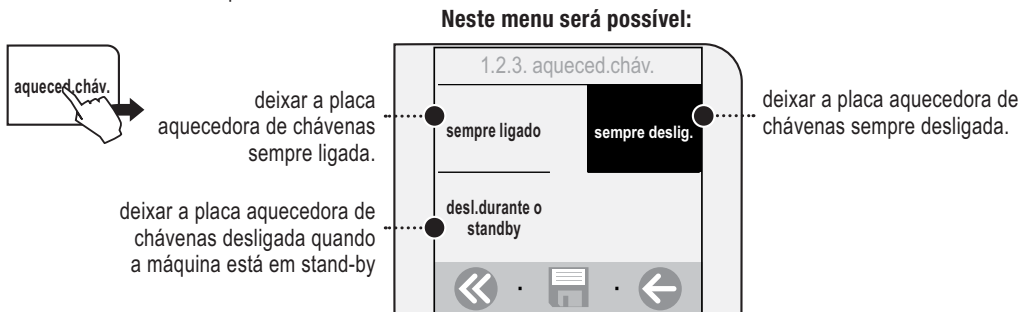 Neste menu será possível:
aqueced.cháv.
1.2.3. aqueced.cháv.
deixar a placa
aquecedora de chávenas
sempre ligada.
sempre ligado
sempre deslig.
deixar a placa aquecedora de
chávenas sempre desligada.
deixar a placa aquecedora de
chávenas desligada quando
a máquina está em stand-by
desl.durante o
standby